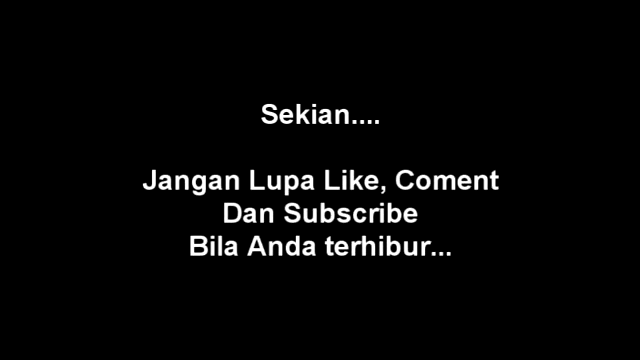 Sekian....
Jangan Lupa Like, Coment
Dan Subscribe
Bila Anda terhibur...